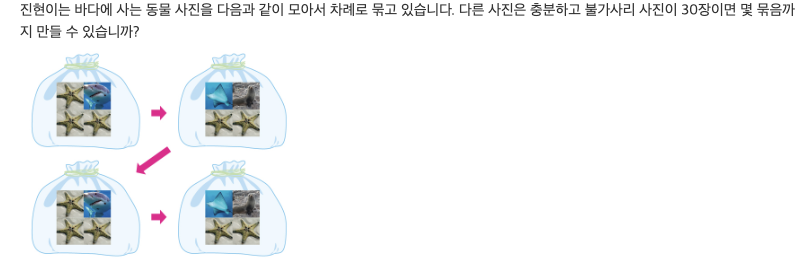 진현이는 바다에 사는 동물 사진을 다음과 같이 모아서 차례로 묶고 있습니다. 다른 사진은 충분하고 불가사리 사진이 30장이면 몇 묶음까
지 만들 수 있습니까?